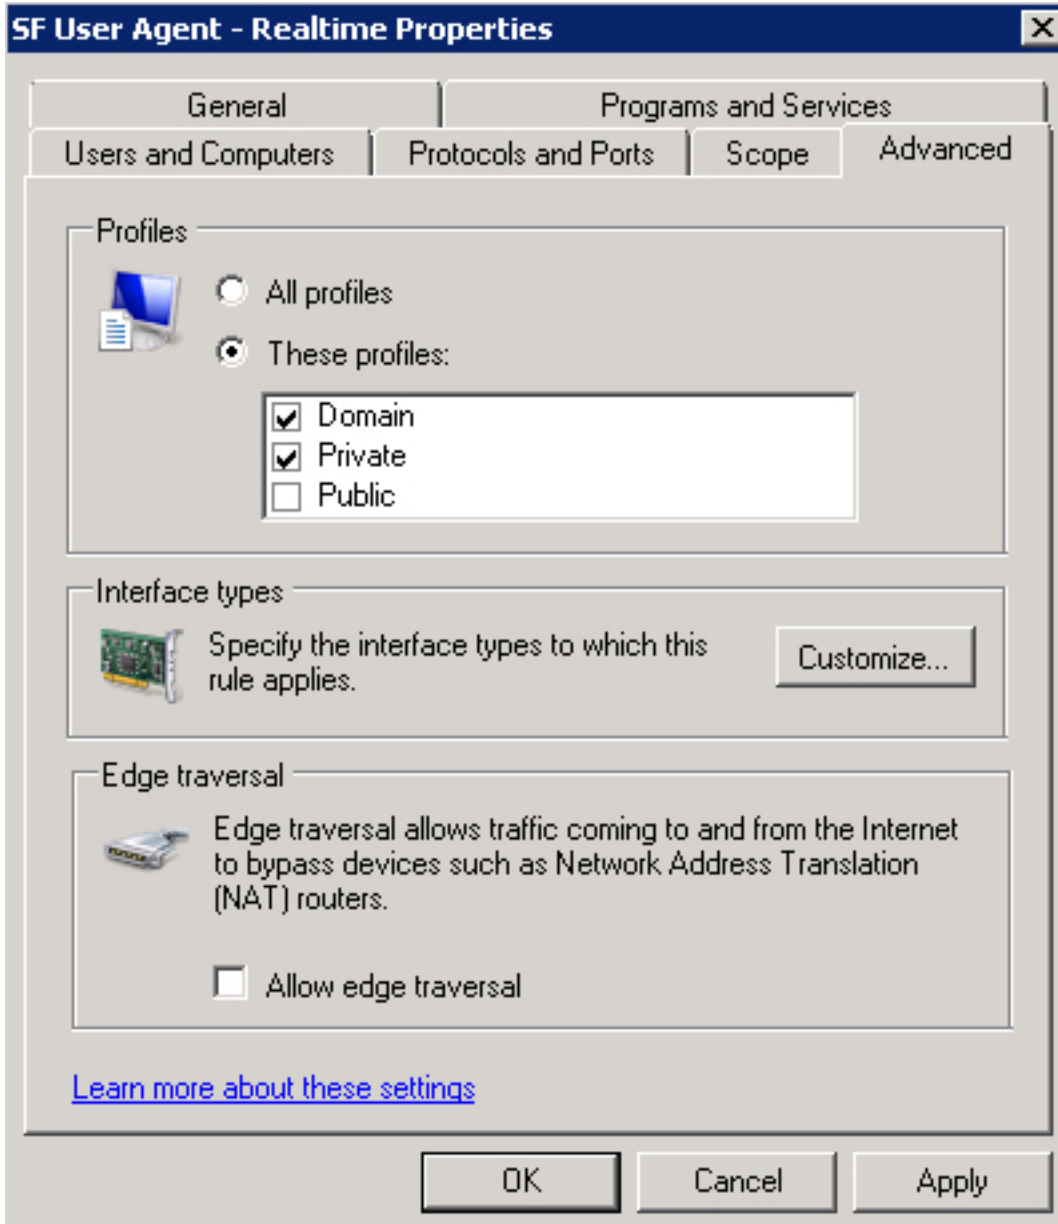 SF User Agent - Realtime Properties
General
Programs and Services
Users and Computers
Protocols and Ports
Scope
Advanced
Profiles
All profiles
These profiles:
Domain
Private
Public
Interface types
Specify the interface types to which this
rule applies.
Customize...
Edge traversal
Edge traversal allows traffic coming to and from the Internet
to bypass devices such as Network Address Translation
(NAT) routers.
Allow edge traversal
Learn more about these settings
OK
Cancel
Apply